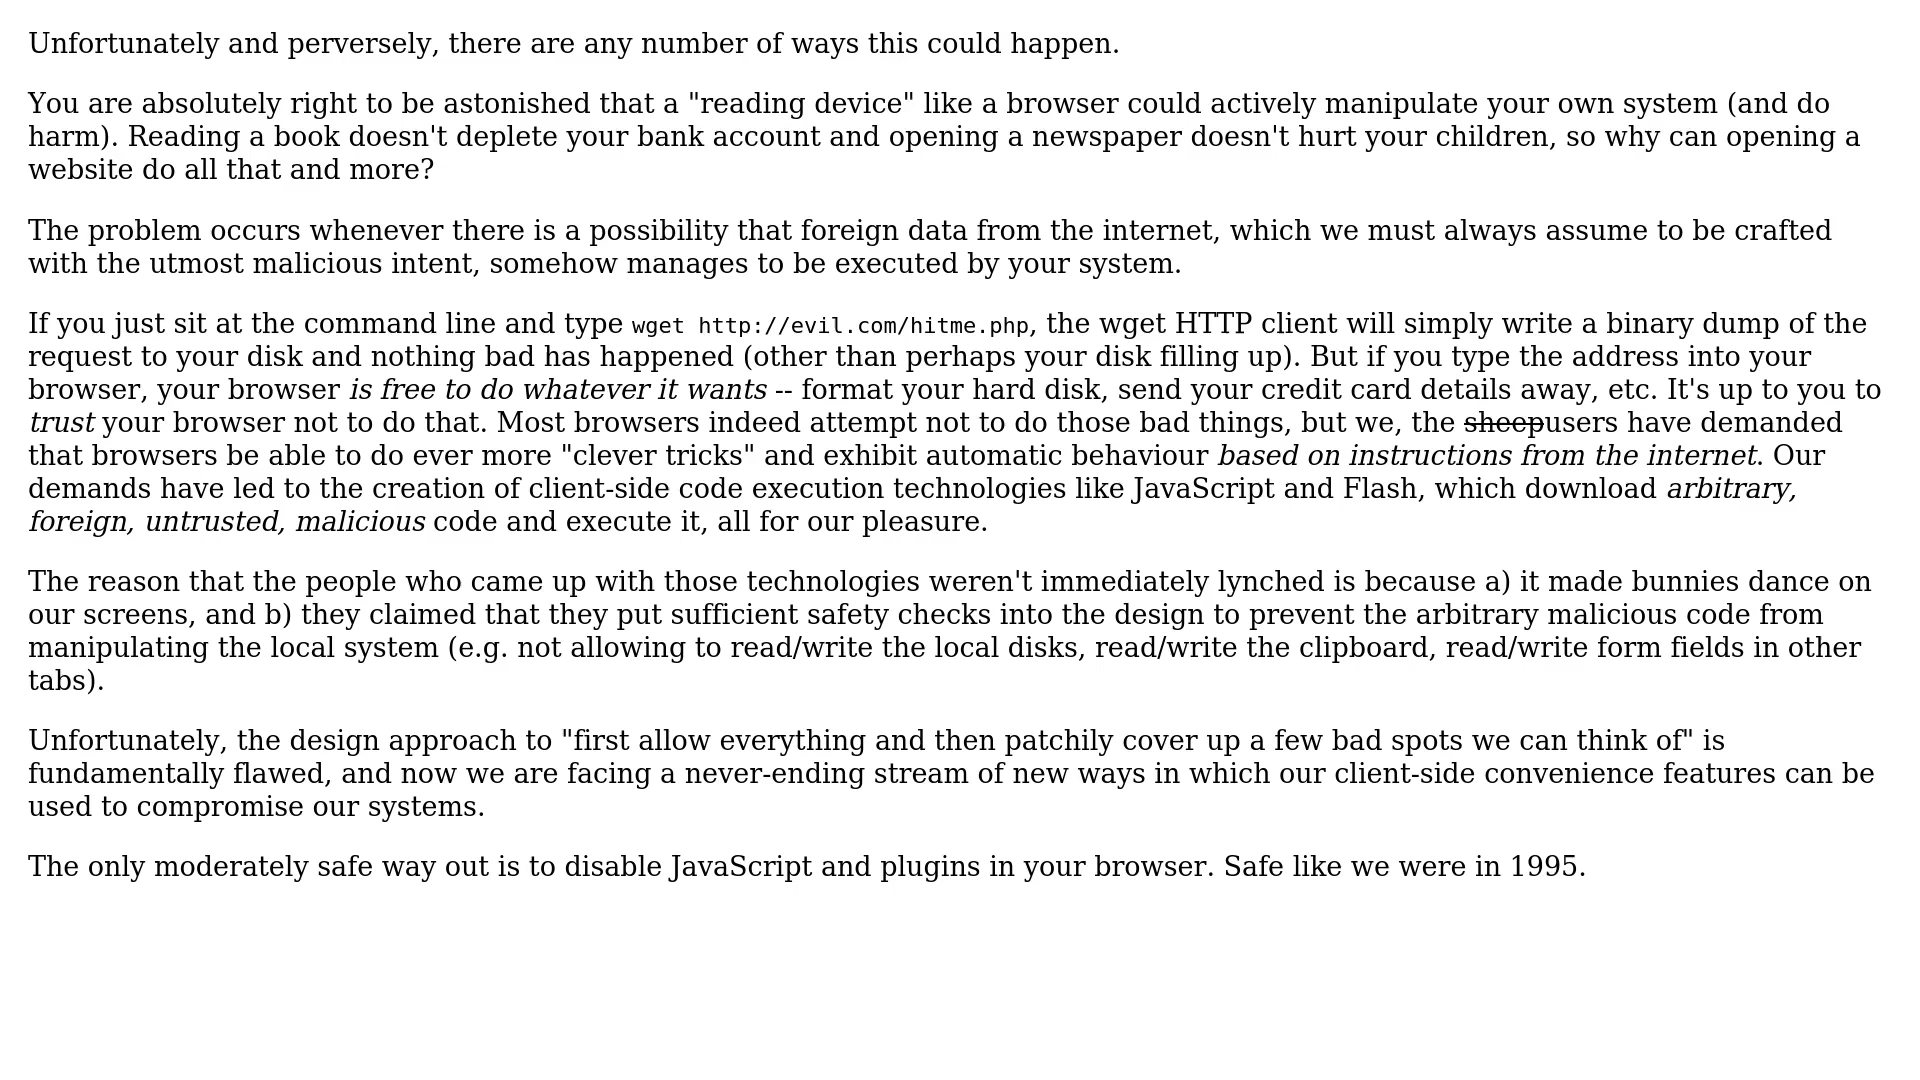 Unfortunately and perversely, there are any number of ways this could happen.
You are absolutely right to be astonished that a "reading device" like a browser could actively manipulate your own system (and do
harm). Reading a book doesn't deplete your bank account and opening a newspaper doesn't hurt your children, so why can opening a
website do all that and more?
The problem occurs whenever there is a possibility that foreign data from the internet, which we must always assume to be crafted
with the utmost malicious intent, somehow manages to be executed by your system.
If you just sit at the command line and type wget http://evil.com/hitme.php, the wget HTTP client will simply write a binary dump of the
request to your disk and nothing bad has happened (other than perhaps your disk filling up). But if you type the address into your
browser, your browser is free to do whatever it wants -- format your hard disk, send your credit card details away, etc. It's up to you to
trust your browser not to do that. Most browsers indeed attempt not to do those bad things, but we, the sheepusers have demanded
that browsers be able to do ever more "clever tricks" and exhibit automatic behaviour based on instructions from the internet. Our
demands have led to the creation of client-side code execution technologies like JavaScript and Flash, which download arbitrary,
foreign, untrusted, malicious code and execute it, all for our pleasure.
The reason that the people who came up with those technologies weren't immediately lynched is because a) it made bunnies dance on
our screens, and b) they claimed that they put sufficient safety checks into the design to prevent the arbitrary malicious code from
manipulating the local system (e.g. not allowing to read/write the local disks, read/write the clipboard, read/write form fields in other
tabs).
Unfortunately, the design approach to "first allow everything and then patchily cover up a few bad spots we can think of" is
fundamentally flawed, and now we are facing a never-ending stream of new ways in which our client-side convenience features can be
used to compromise our systems.
The only moderately safe way out is to disable JavaScript and plugins in your browser. Safe like we were in 1995.